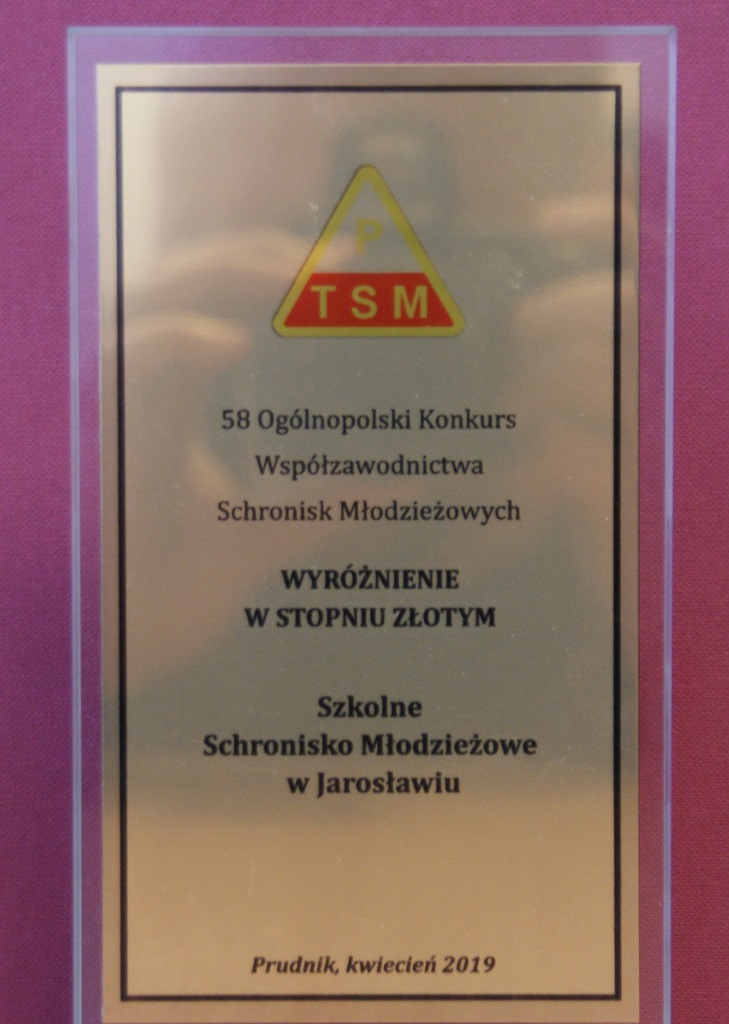 P
TSM
58 Ogólnopolski Konkurs
Współzawodnictwa
Schronisk Młodzieżowych
WYRÓŻNIENIE
W STOPNIU ZŁOTYM
Szkolne
Schronisko Młodzieżowe
w Jarosławiu
Prudnik, kwiecień 2019